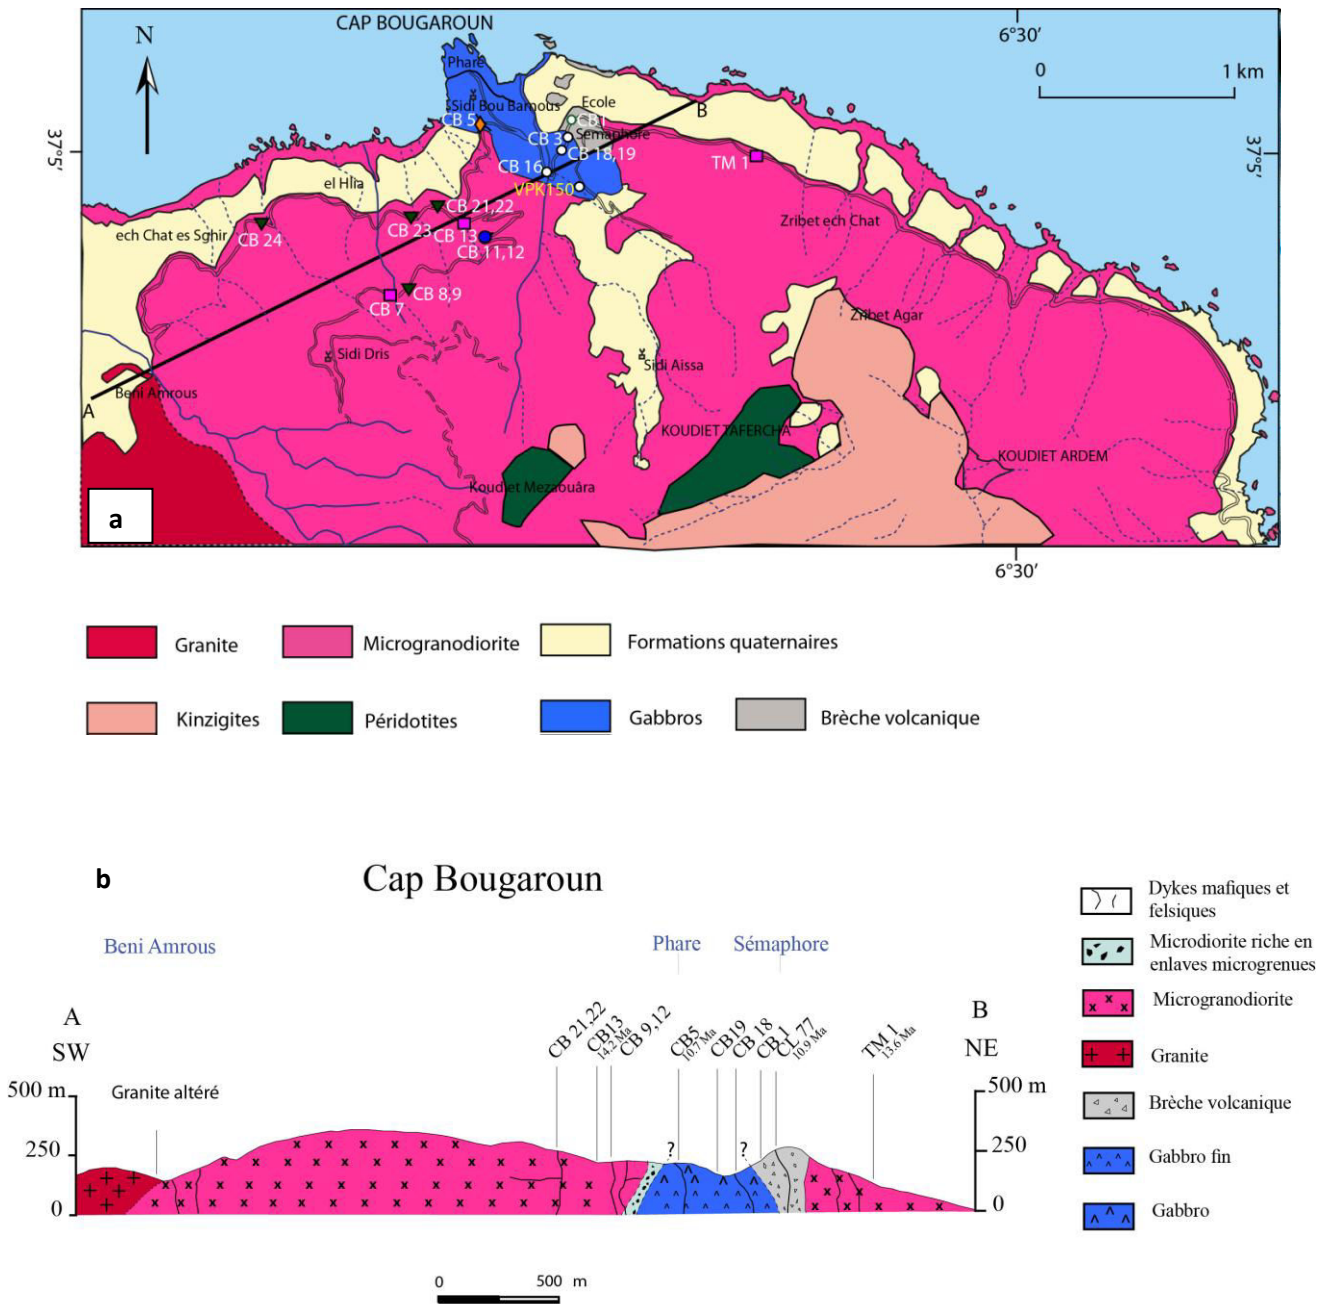 CAP BOUGAROUN
6°30′
N
0 1 km
Phare
Sidi Bou Barnous
Ecole
CB1
CB 5
CB 3
Semaphore
B
CB 18,19
37°5′
37°5′
TM 1
CB 16
VPK150
el Hlia
CB 21,22
ech Chat es Sghir
CB 24
CB 23
CB 13
CB 11,12
Zribet ech Chat
CB 8,9
CB 7
Zribet Agar
Sidi Dris
Sidi Aissa
Beni Amrous
A
KOUDIET TAFERCHA
KOUDIET ARDEM
Koudiet Mezaouâra
a
6°30′
Granite
Microgranodiorite
Formations quaternaires
Kinzigites
Péridotites
Gabbros
Brèche volcanique
b
Cap Bougaroun
Beni Amrous
Phare
Sémaphore
A
SW
B
NE
CB 21,22
CB13
14.2 Ma
CB 9,12
CB5
10.7 Ma
CB19
CB 18
CB 1
CL 77
10.9 Ma
TM 1
13.6 Ma
500 m
250
0
Granite altéré
?
?
500 m
250
0
0 500 m
Dykes mafiques et
felsiques
Microdiorite riche en
enlaves microgrenues
Microgranodiorite
Granite
Brèche volcanique
Gabbro fin
Gabbro